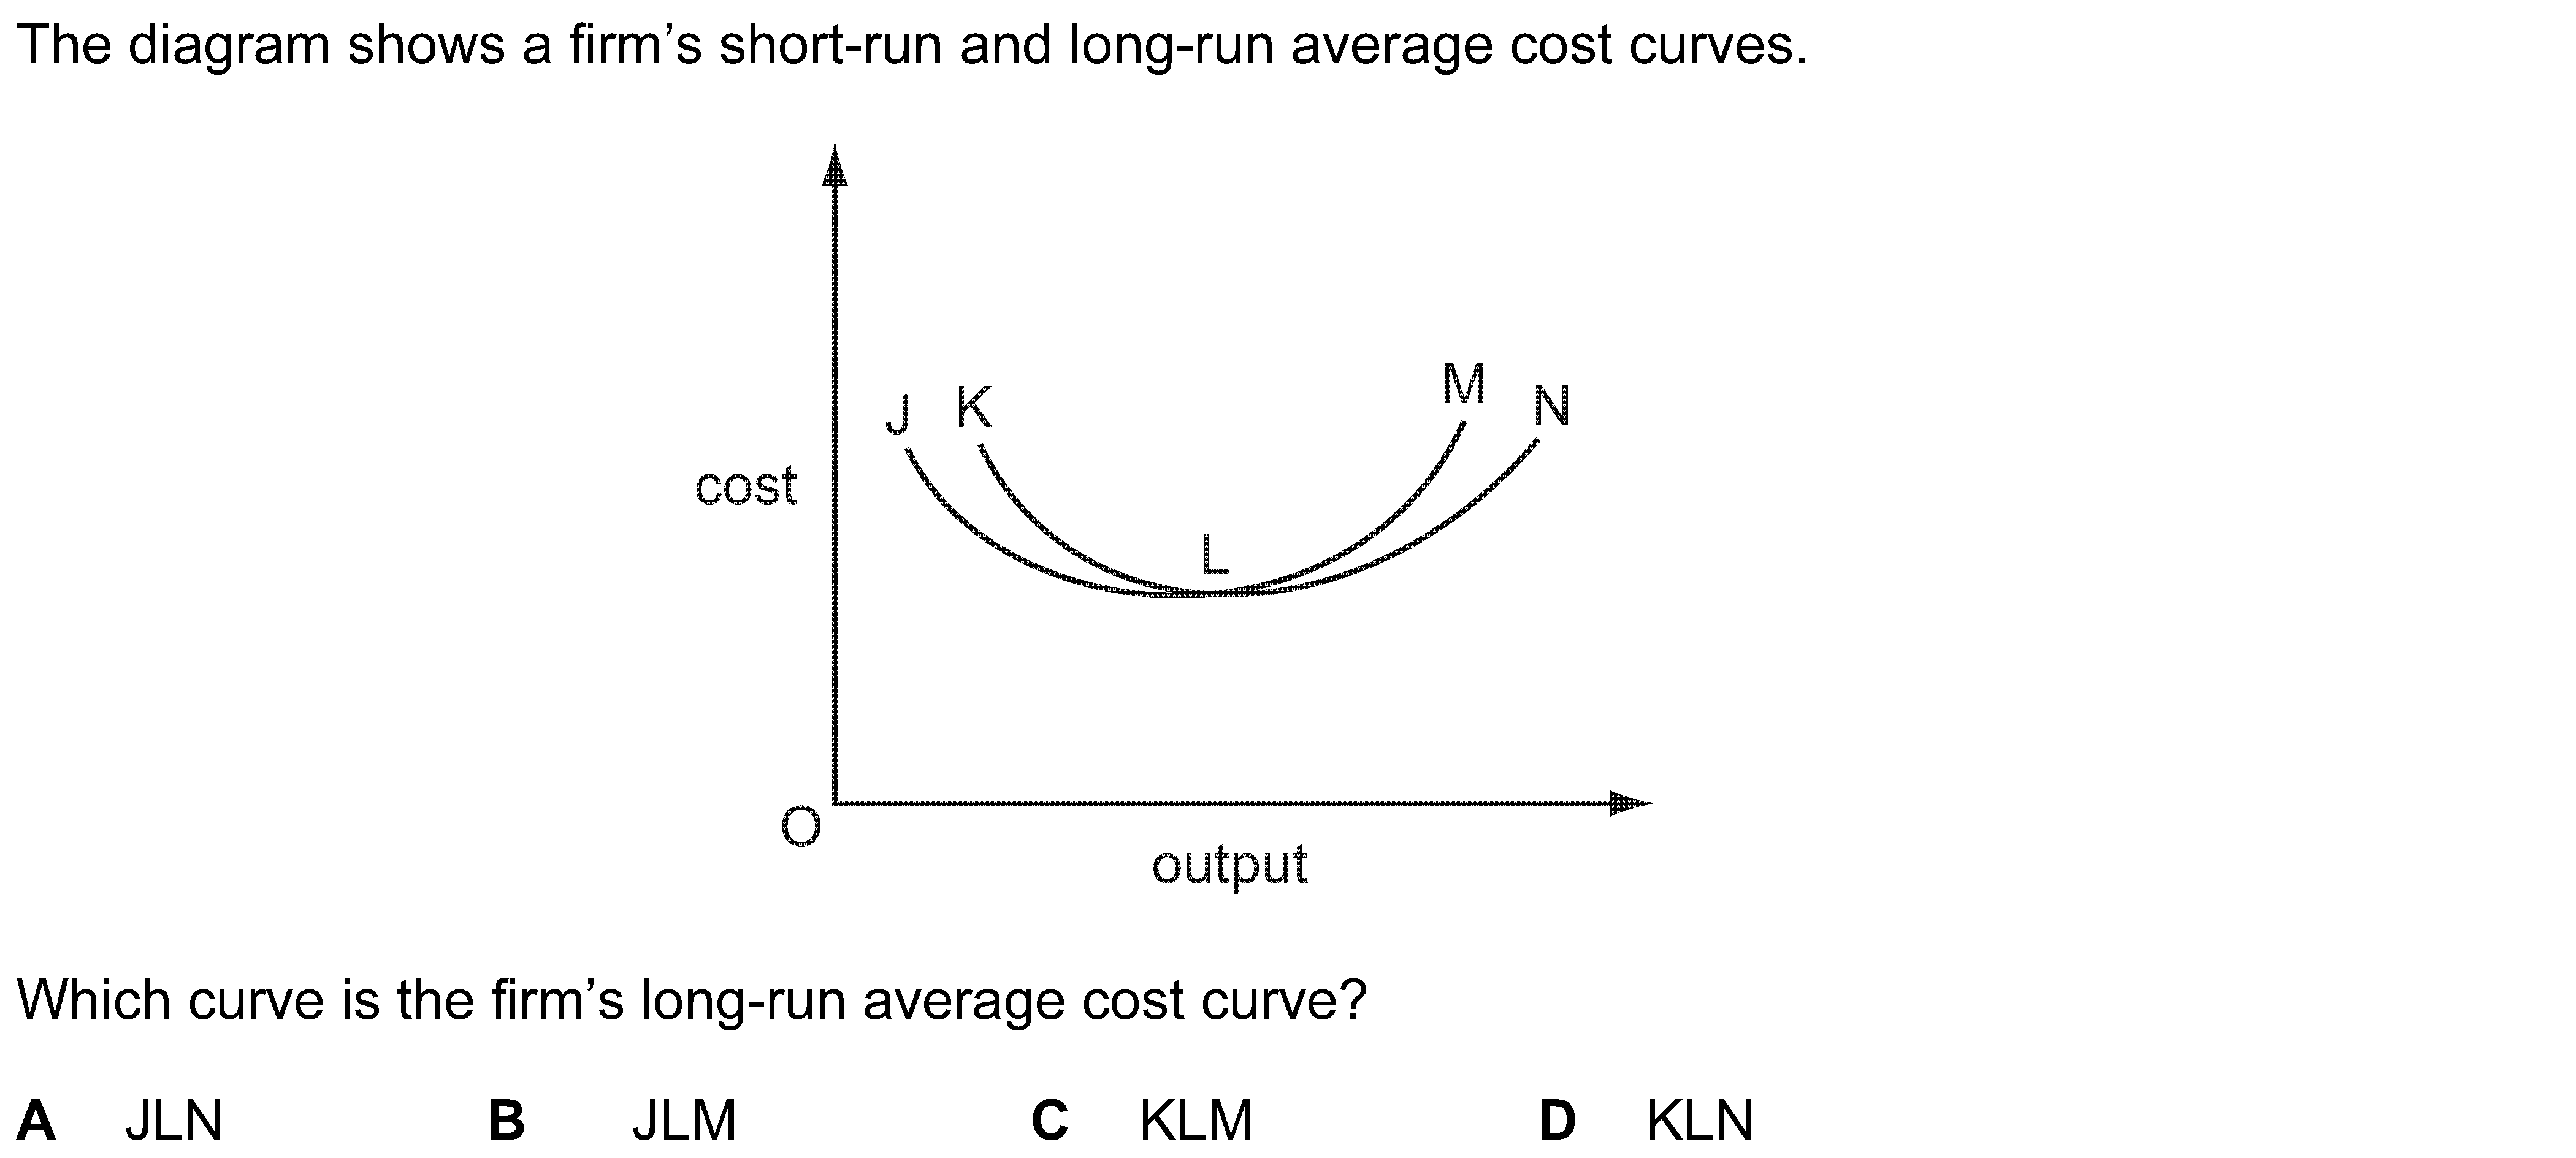 The diagram shows a firm’s short-run and long-run average cost curves.
J K M N
cost
L
O
output
Which curve is the firm’s long-run average cost curve?
A JLN B JLM C KLM D KLN